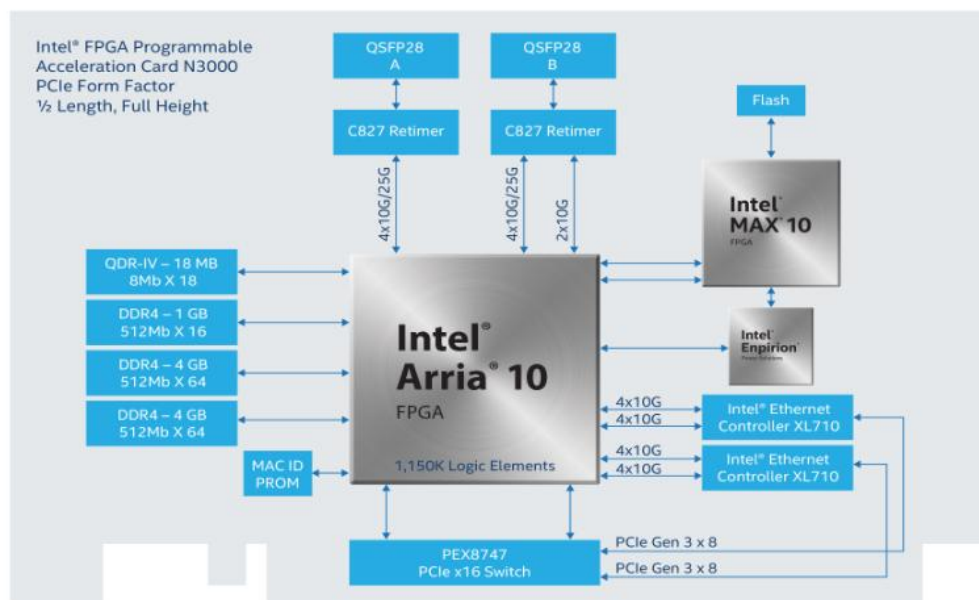 Intel® FPGA Programmable
Acceleration Card N3000
PCIe Form Factor
½ Length, Full Height
QSFP28
A
QSFP28
B
C827 Retimer
C827 Retimer
Flash
4x10G/25G
4x10G/25G
2x10G
Intel®
MAX® 10
FPGA
QDR-IV – 18 MB
8Mb X 18
DDR4 – 1 GB
512Mb X 16
DDR4 – 4 GB
512Mb X 64
DDR4 – 4 GB
512Mb X 64
MAC ID
PROM
Intel®
Arria® 10
FPGA
1,150K Logic Elements
Intel®
Enpirion®
Power Solutions
4x10G
4x10G
Intel® Ethernet
Controller XL710
4x10G
4x10G
Intel® Ethernet
Controller XL710
PEX8747
PCIe x16 Switch
PCIe Gen 3 x 8
PCIe Gen 3 x 8